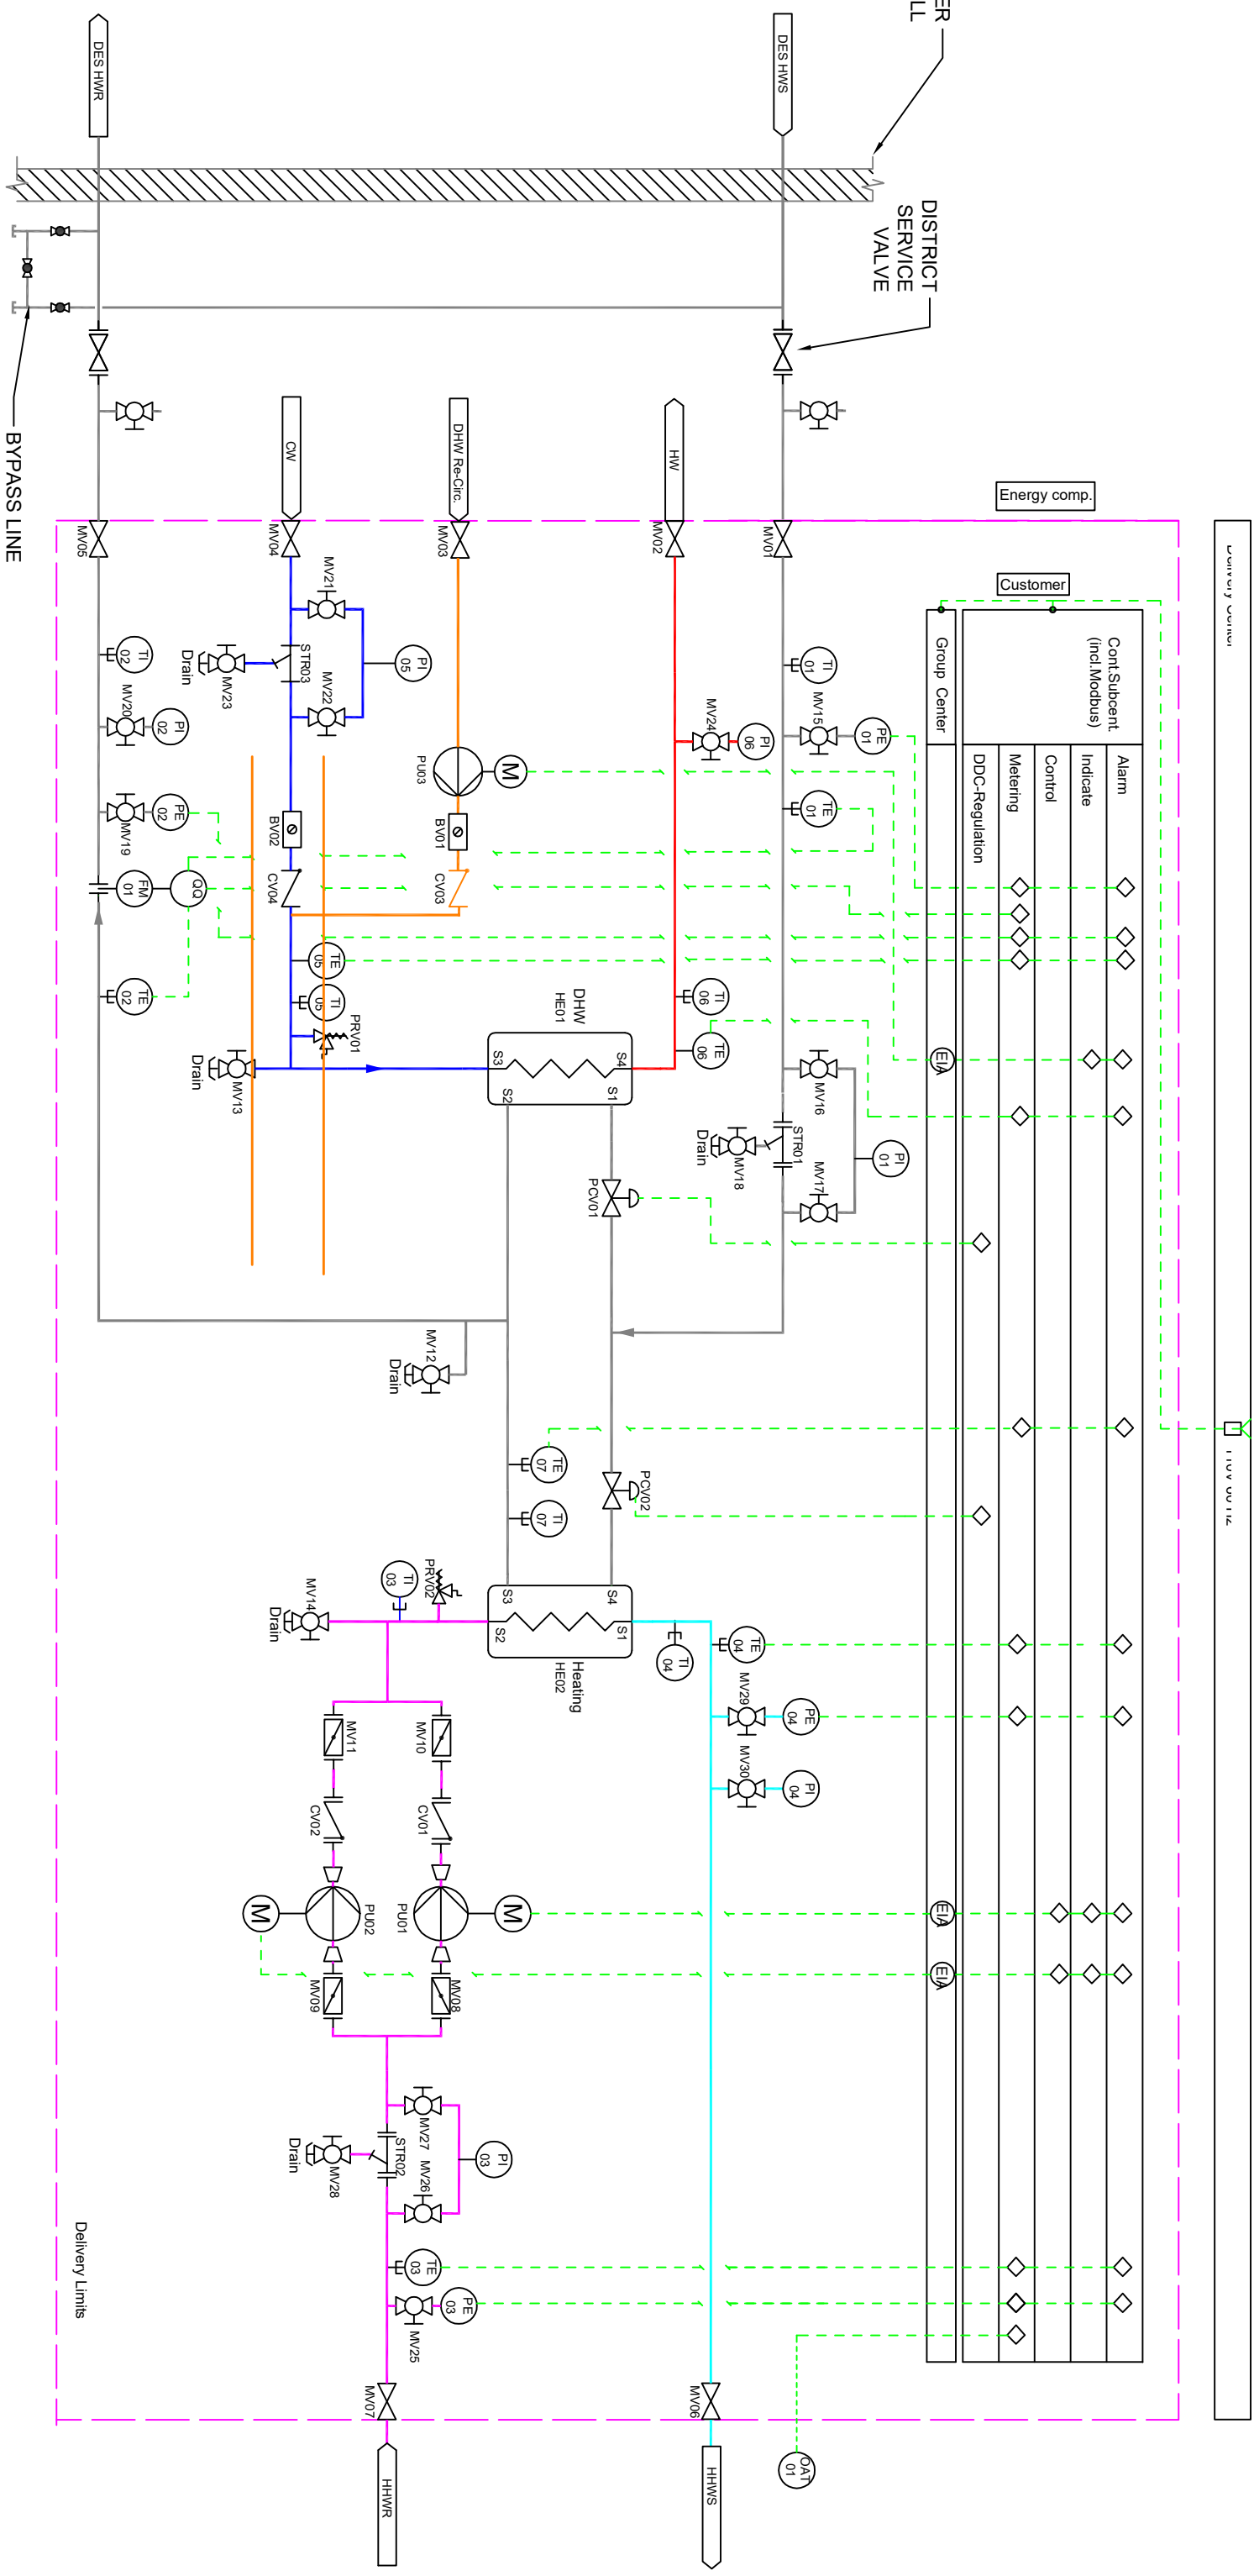 ER
LL
DES HWR
DES HWS
DISTRICT
SERVICE
VALVE
BYPASS LINE
Energy comp.
Customer
CW
DHW Re-Circ.
HW
MV05
MV04
MV03
MV02
MV01
Cont.Subcent.
(incl.Modbus)
Group Center
DDC-Regulation
Metering
Control
Indicate
Alarm
TI
02
MV20
PI
02
MV19
PE
02
FM
01
QQ
TE
02
MV21
STR03
MV22
MV23
Drain
PI
05
BV02
CV04
TE
05
TI
05
PRV01
MV13
Drain
PU03
M
BV01
CV03
MV24
PI
06
TI
06
TE
06
TI
01
MV15
PE
01
TE
01
DHW
HE01
S3
S4
S2
S1
MV16
STR01
MV17
MV18
Drain
PI
01
PCV01
EIA
MV12
Drain
TE
07
TI
07
PCV02
S3
S4
S2
S1
Heating
HE02
TI
03
PRV02
MV14
Drain
TI
04
TE
04
MV29
PE
04
MV30
PI
04
MV11
MV10
CV02
CV01
PU02
M
PU01
M
EIA
EIA
MV09
MV08
MV27
STR02
MV26
MV28
Drain
PI
03
TE
03
PE
03
MV25
MV07
MV06
OAT
01
HHWR
HHWS
Delivery Limits